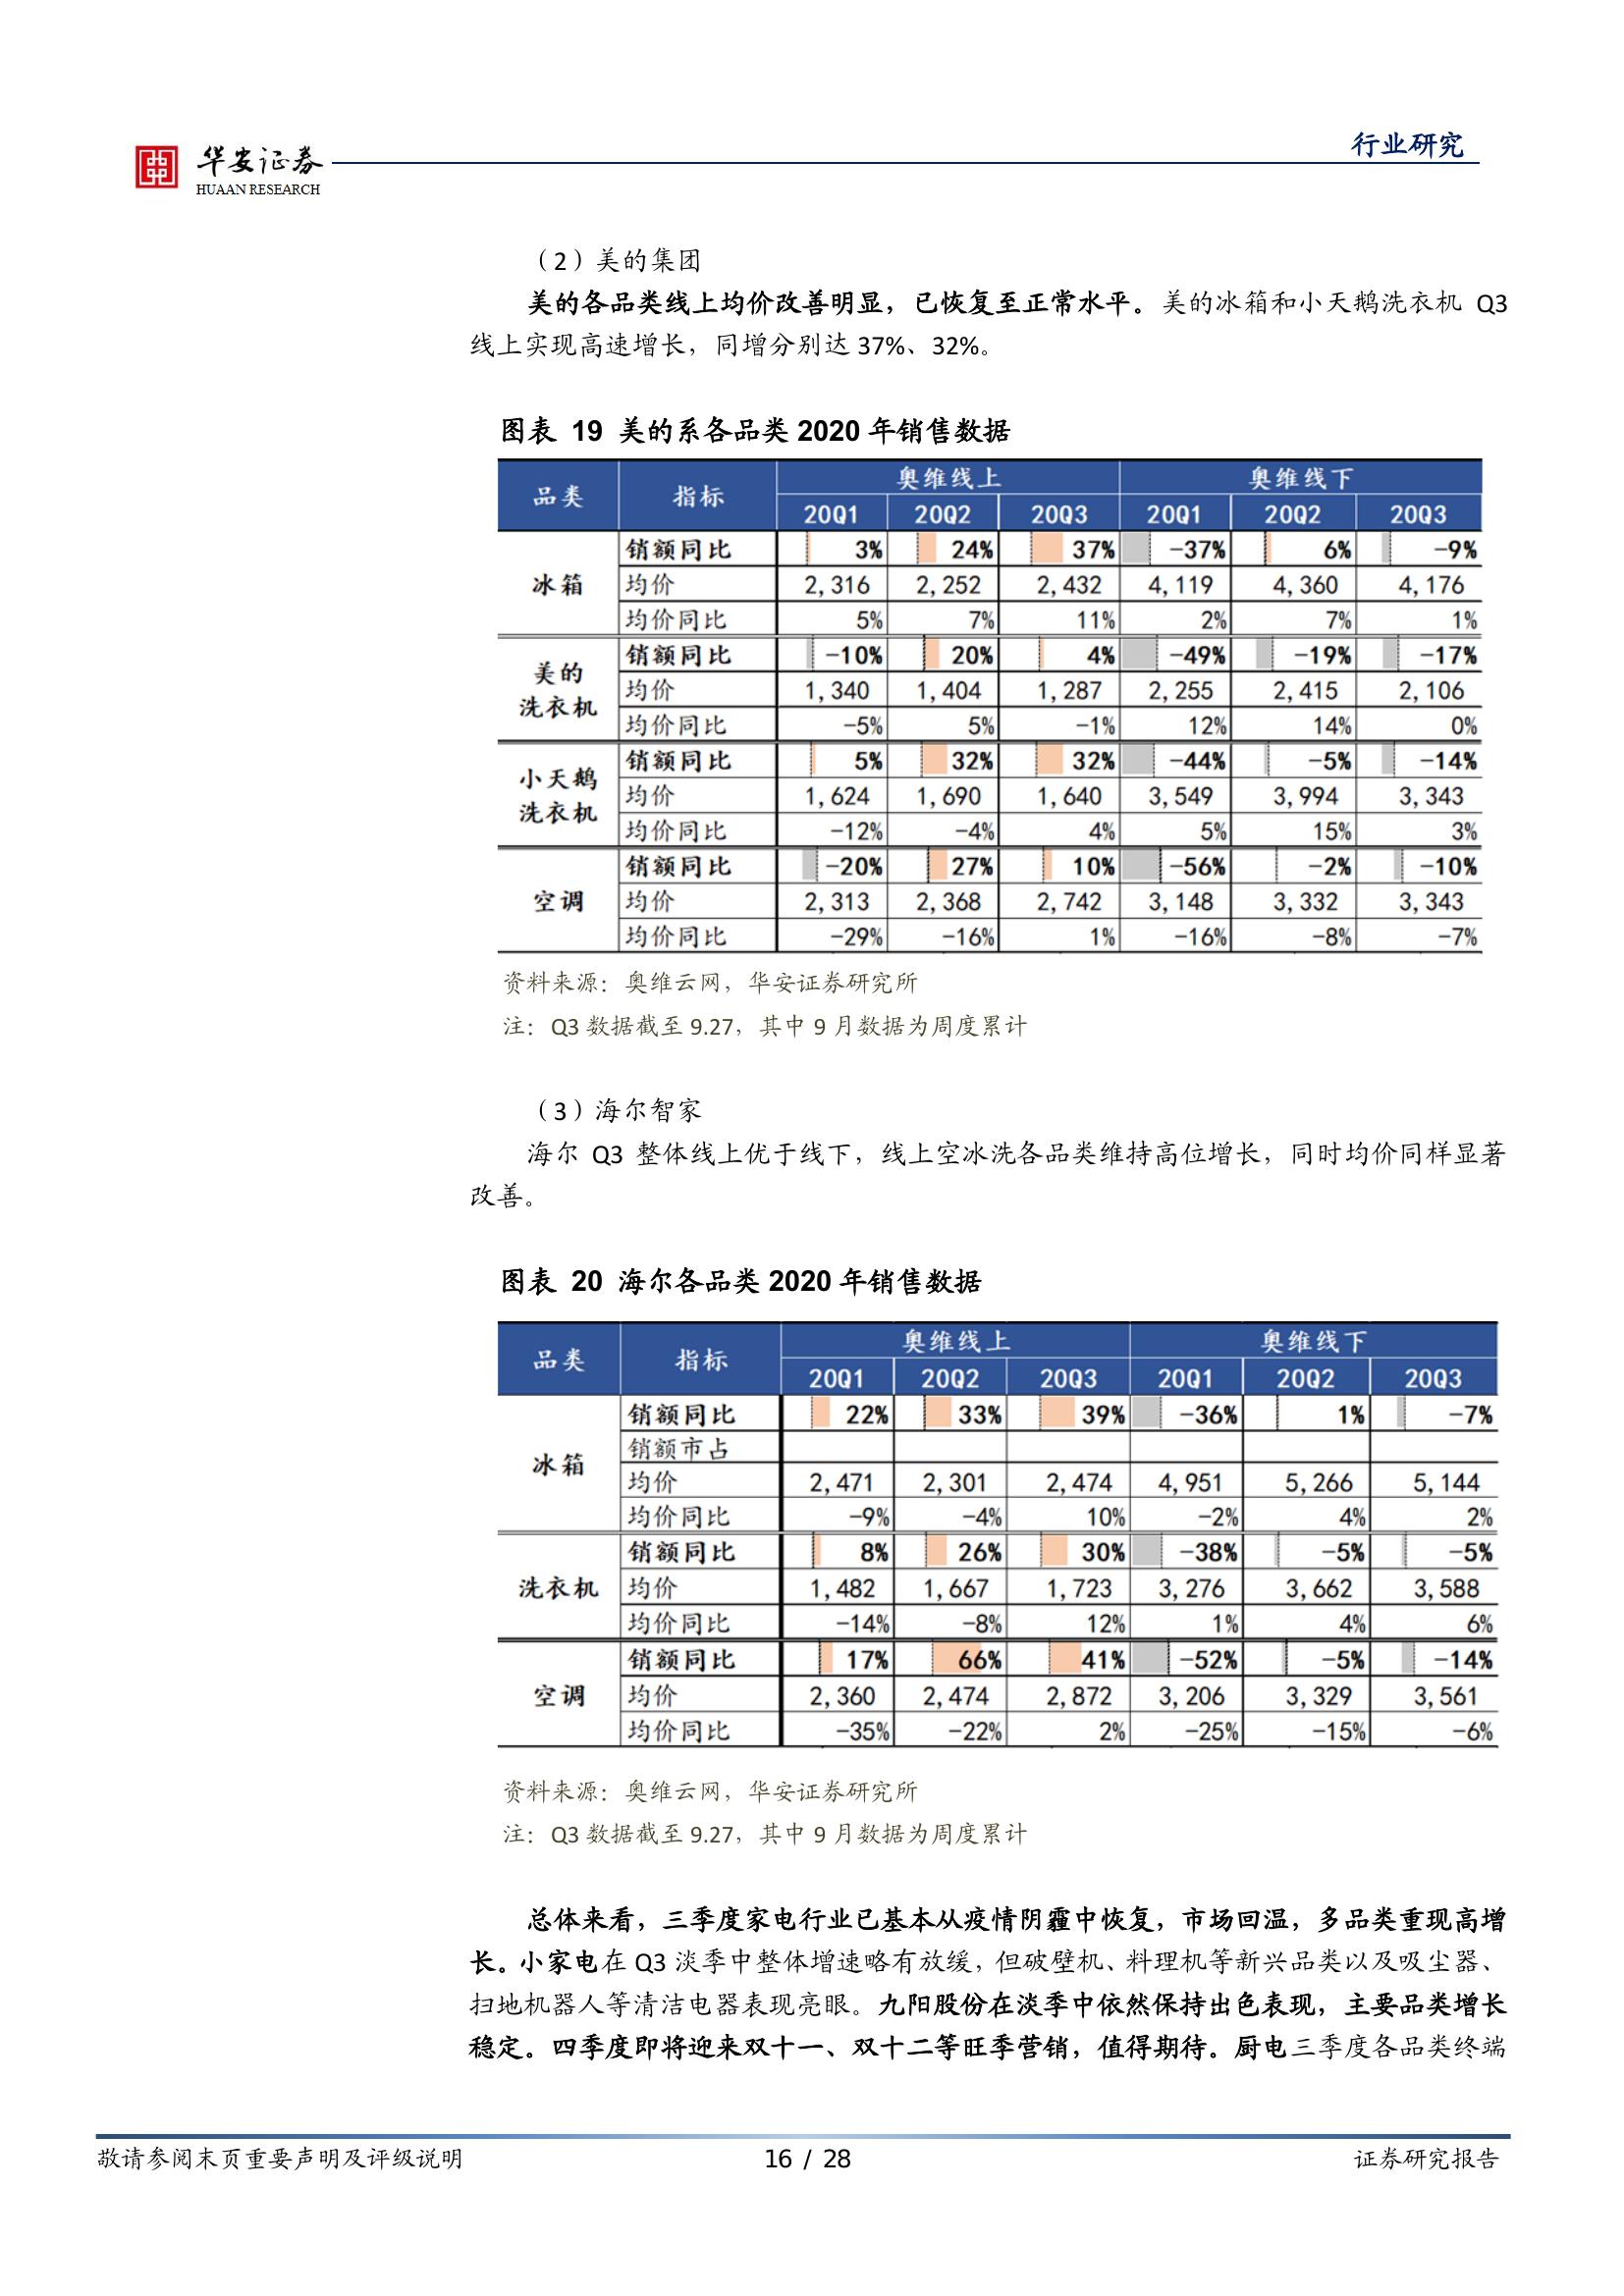 华安证券
HUAAN RESEARCH
行业研究
（2）美的集团
美的各品类线上均价改善明显，已恢复至正常水平。美的冰箱和小天鹅洗衣机 Q3
线上实现高速增长，同增分别达 37%、32%。
图表 19 美的系各品类 2020 年销售数据
品类 指标 奥维线上 奥维线下
20Q1 20Q2 20Q3 20Q1 20Q2 20Q3
冰箱
销额同比 3% 24% 37% -37% 6% -9%
均价 2,316 2,252 2,432 4,119 4,360 4,176
均价同比 5% 7% 11% 2% 7% 1%
美的
洗衣机
销额同比 -10% 20% 4% -49% -19% -17%
均价 1,340 1,404 1,287 2,255 2,415 2,106
均价同比 -5% 5% -1% 12% 14% 0%
小天鹅
洗衣机
销额同比 5% 32% 32% -44% -5% -14%
均价 1,624 1,690 1,640 3,549 3,994 3,343
均价同比 -12% -4% 4% 5% 15% 3%
空调
销额同比 -20% 27% 10% -56% -2% -10%
均价 2,313 2,368 2,742 3,148 3,332 3,343
均价同比 -29% -16% 1% -16% -8% -7%
资料来源：奥维云网，华安证券研究所
注：Q3 数据截至 9.27，其中 9 月数据为周度累计
（3）海尔智家
海尔 Q3 整体线上优于线下，线上空冰洗各品类维持高位增长，同时均价同样显著
改善。
图表 20 海尔各品类 2020 年销售数据
品类 指标 奥维线上 奥维线下
20Q1 20Q2 20Q3 20Q1 20Q2 20Q3
冰箱
销额同比 22% 33% 39% -36% 1% -7%
销额市占
均价 2,471 2,301 2,474 4,951 5,266 5,144
均价同比 -9% -4% 10% -2% 4% 2%
洗衣机
销额同比 8% 26% 30% -38% -5% -5%
均价 1,482 1,667 1,723 3,276 3,662 3,588
均价同比 -14% -8% 12% 1% 4% 6%
空调
销额同比 17% 66% 41% -52% -5% -14%
均价 2,360 2,474 2,872 3,206 3,329 3,561
均价同比 -35% -22% 2% -25% -15% -6%
资料来源：奥维云网，华安证券研究所
注：Q3 数据截至 9.27，其中 9 月数据为周度累计
总体来看，三季度家电行业已基本从疫情阴霾中恢复，市场回温，多品类重现高增
长。小家电在 Q3 淡季中整体增速略有放缓，但破壁机、料理机等新兴品类以及吸尘器、
扫地机器人等清洁电器表现亮眼。九阳股份在淡季中依然保持出色表现，主要品类增长
稳定。四季度即将迎来双十一、双十二等旺季营销，值得期待。厨电三季度各品类终端
敬请参阅末页重要声明及评级说明 16 / 28 证券研究报告